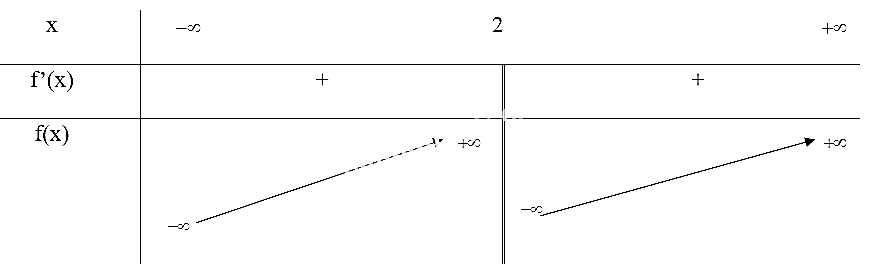 x −∞ 2 +∞
f'(x) + +
f(x) +∞ +∞
−∞ −∞